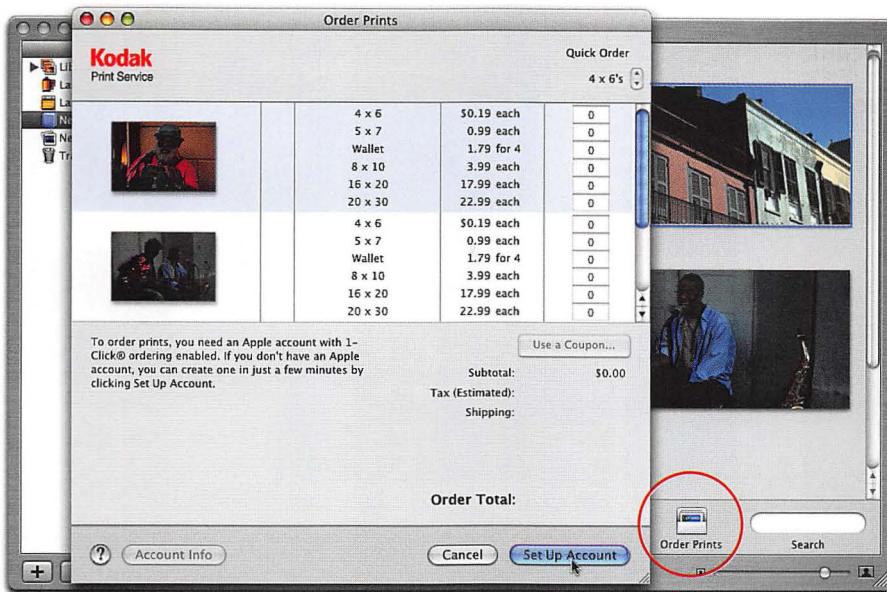 Order Prints
Kodak
Print Service
Quick Order
4 x 6's
4 x 6 $0.19 each 0
5 x 7 0.99 each 0
Wallet 1.79 for 4 0
8 x 10 3.99 each 0
16 x 20 17.99 each 0
20 x 30 22.99 each 0
4 x 6 $0.19 each 0
5 x 7 0.99 each 0
Wallet 1.79 for 4 0
8 x 10 3.99 each 0
16 x 20 17.99 each 0
20 x 30 22.99 each 0
To order prints, you need an Apple account with 1-
Click® ordering enabled. If you don't have an Apple
account, you can create one in just a few minutes by
clicking Set Up Account.
Use a Coupon...
Subtotal: $0.00
Tax (Estimated):
Shipping:
Order Total:
? Account Info Cancel Set Up Account
Order Prints Search